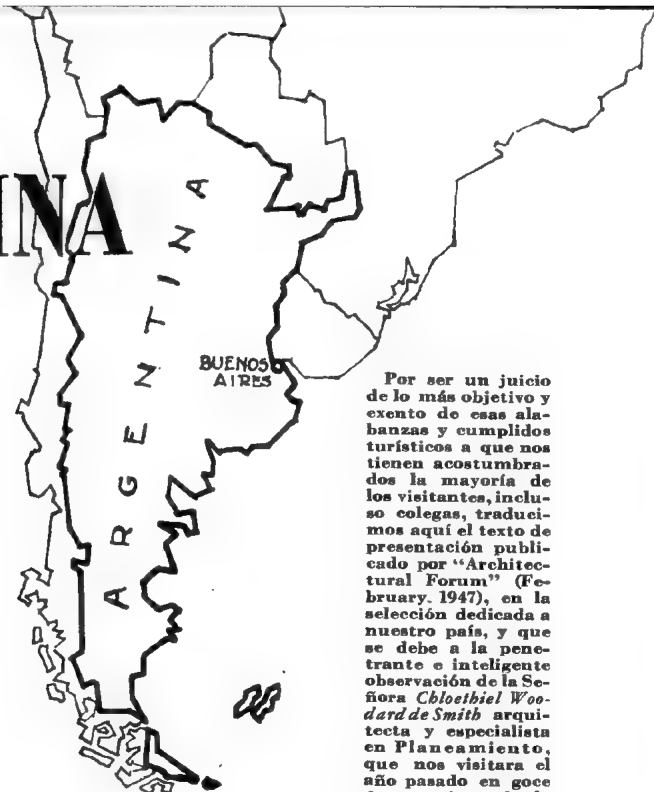 INA
ARGENTINA
BUENOS
AIRES
Por ser un juicio
de lo más objetivo y
exento de esas ala-
banzas y cumplidos
turísticos a que nos
tienen acostumbra-
dos la mayoría de
los visitantes, inclu-
so colegas, traduci-
mos aquí el texto de
presentación publi-
cado por “Architec-
tural Forum” (Fe-
bruary. 1947), en la
selección dedicada a
nuestro país, y que
se debe a la pene-
trante e inteligente
observación de la Se-
ñora Chloethiel Woo-
dard de Smith arqui-
tecta y especialista
en Planeamiento,
que nos visitara el
año pasado en goce